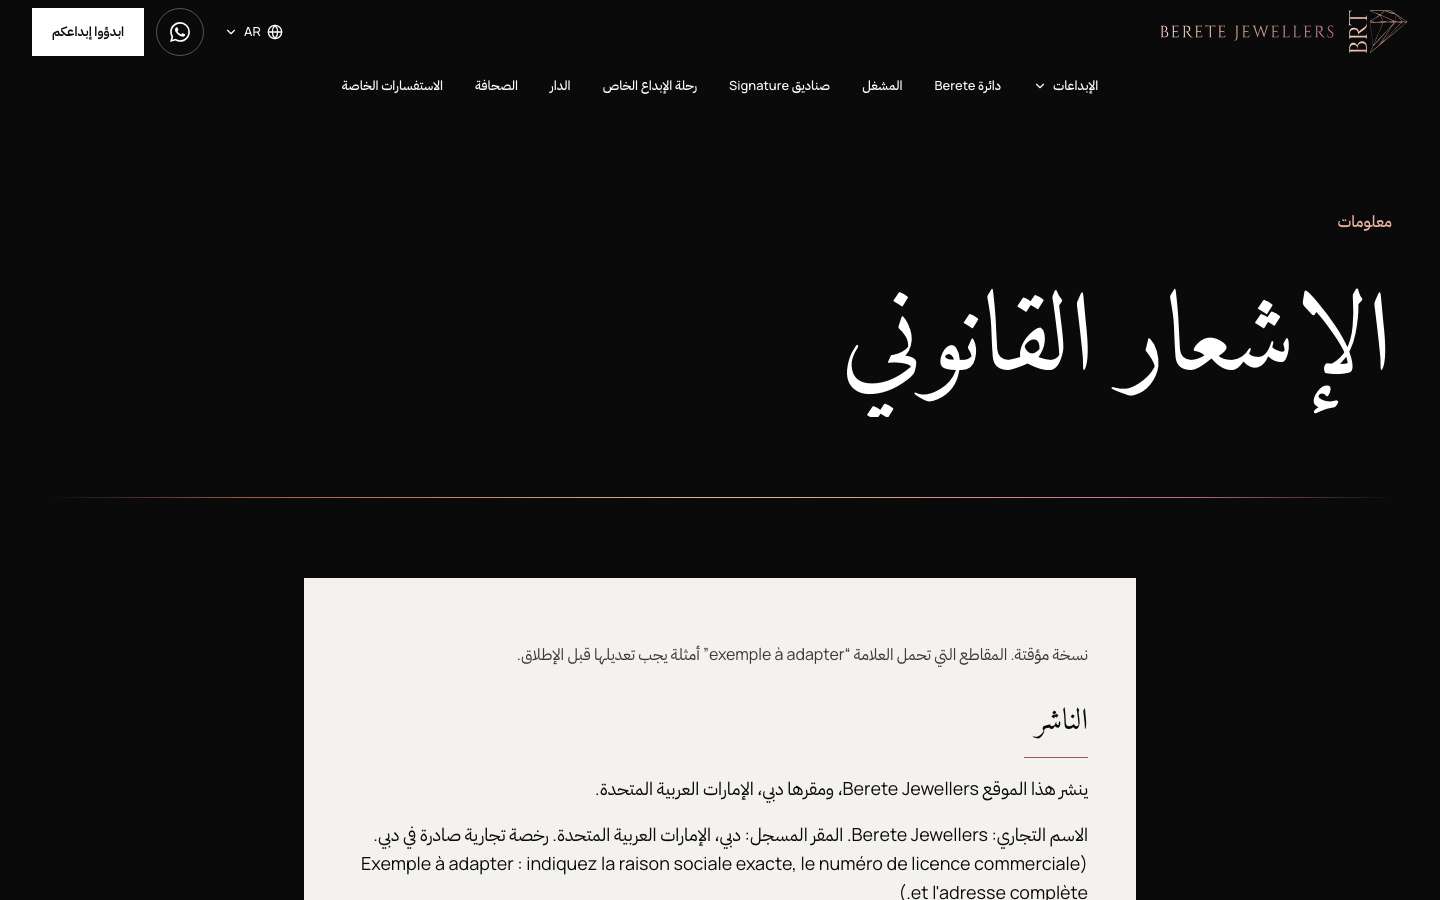 BRT
BERETE JEWELLERS
AR
ابدؤوا إبداعكم
الإبداعات
دائرة Berete
المشغل
صناديق Signature
رحلة الإبداع الخاص
الدار
الصحافة
الاستفسارات الخاصة
معلومات
الإشعار القانوني
نسخة مؤقتة. المقاطع التي تحمل العلامة “exemple à adapter” أمثلة يجب تعديلها قبل الإطلاق.
الناشر
ينشر هذا الموقع Berete Jewellers، ومقرها دبي، الإمارات العربية المتحدة.
الاسم التجاري: Berete Jewellers. المقر المسجل: دبي، الإمارات العربية المتحدة. رخصة تجارية صادرة في دبي.
(Exemple à adapter : indiquez la raison sociale exacte, le numéro de licence commerciale
et l'adresse complète.)